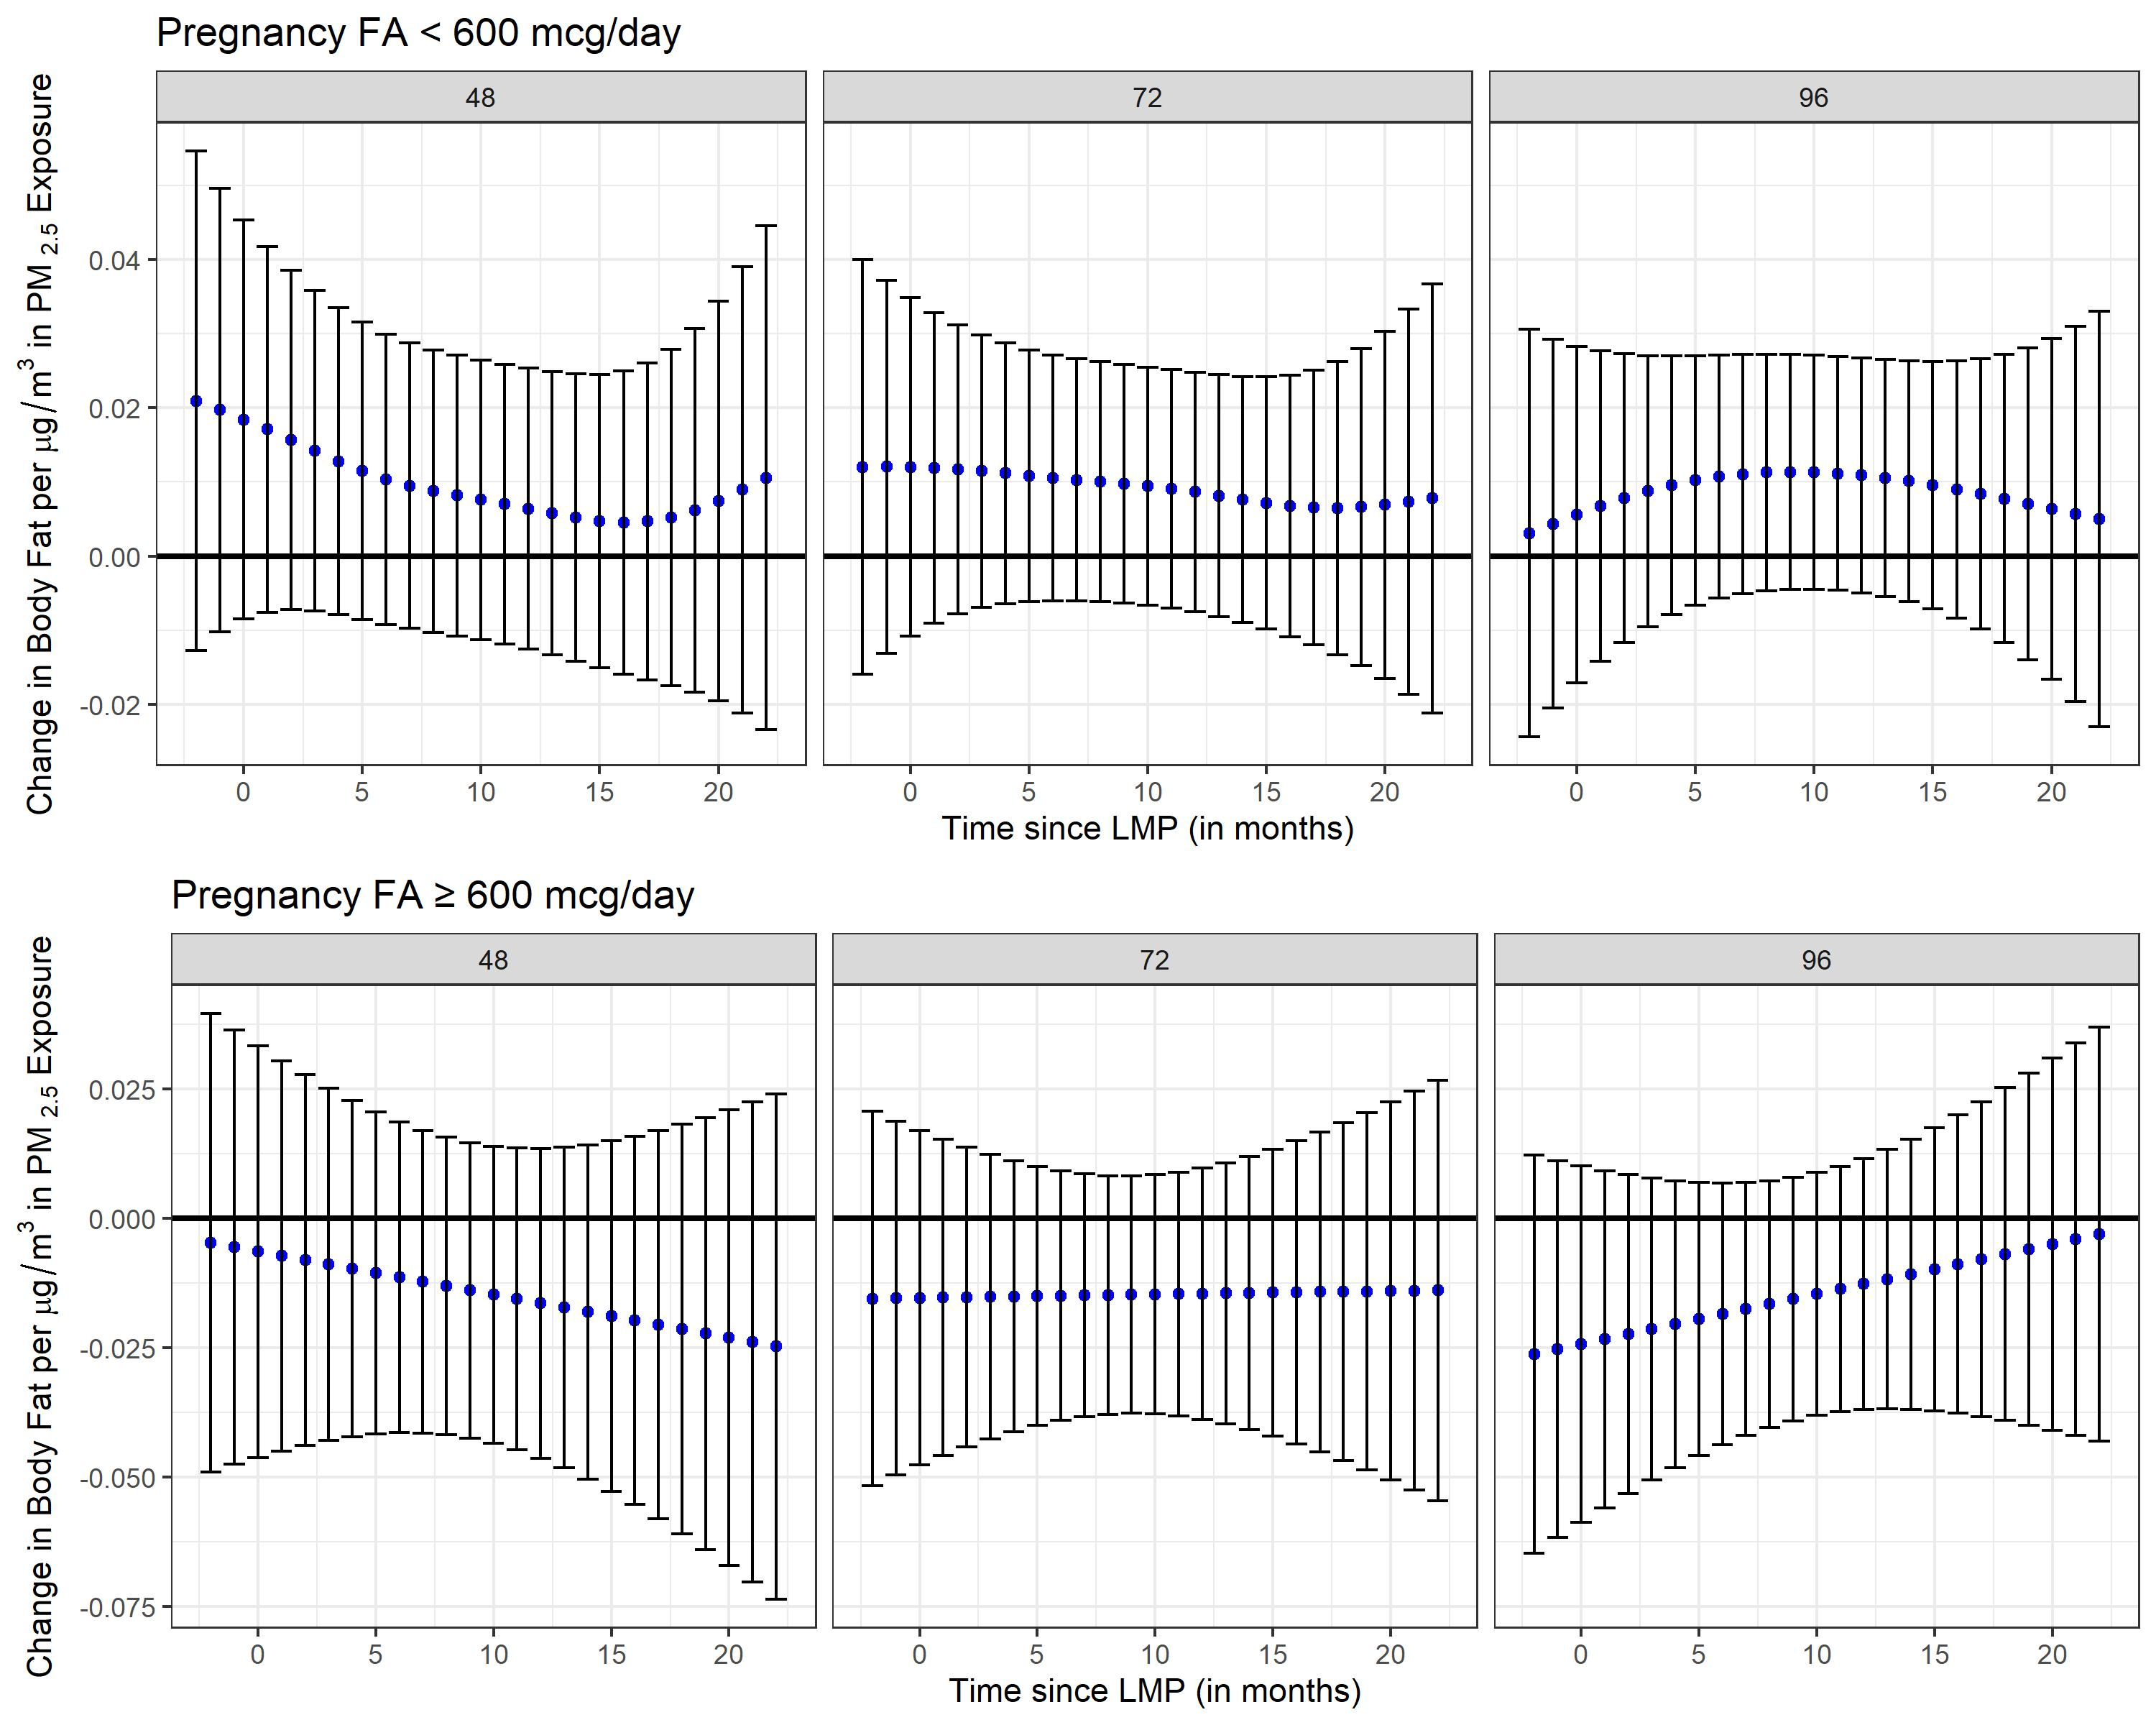 Pregnancy FA < 600 mcg/day
48 72 96
Change in Body Fat per μg/m³ in PM 2.5 Exposure
0.04
0.02
0.00
-0.02
0 5 10 15 20 0 5 10 15 20 0 5 10 15 20
Time since LMP (in months)
Pregnancy FA ≥ 600 mcg/day
48 72 96
Change in Body Fat per μg/m³ in PM 2.5 Exposure
0.025
0.000
-0.025
-0.050
-0.075
0 5 10 15 20 0 5 10 15 20 0 5 10 15 20
Time since LMP (in months)